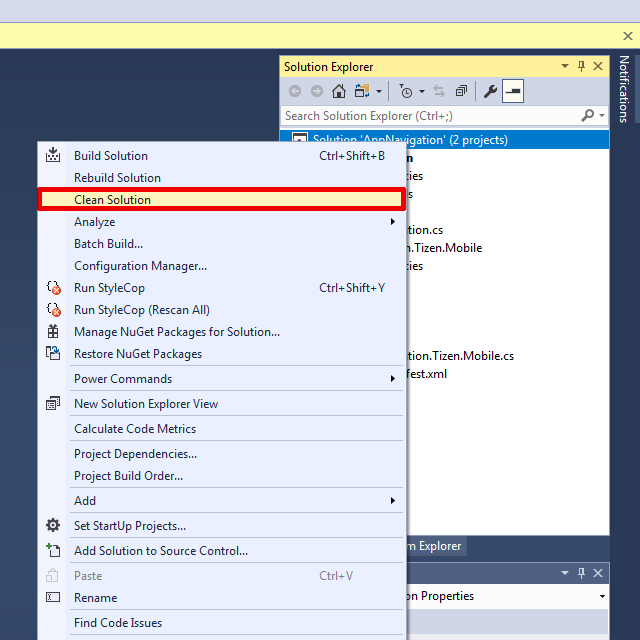 Solution Explorer
Notifications
Search Solution Explorer (Ctrl+;)
Solution 'AppNavigation' (2 projects)
Build Solution Ctrl+Shift+B
Rebuild Solution
Clean Solution
Analyze
Batch Build...
Configuration Manager...
Run StyleCop Ctrl+Shift+Y
Run StyleCop (Rescan All)
Manage NuGet Packages for Solution...
Restore NuGet Packages
Power Commands
New Solution Explorer View
Calculate Code Metrics
Project Dependencies...
Project Build Order...
Add
Set StartUp Projects...
Add Solution to Source Control...
Paste Ctrl+V
Rename
Find Code Issues
n
cies
s
tion.cs
n.Tizen.Mobile
cies
tion.Tizen.Mobile.cs
fest.xml
m Explorer
on Properties